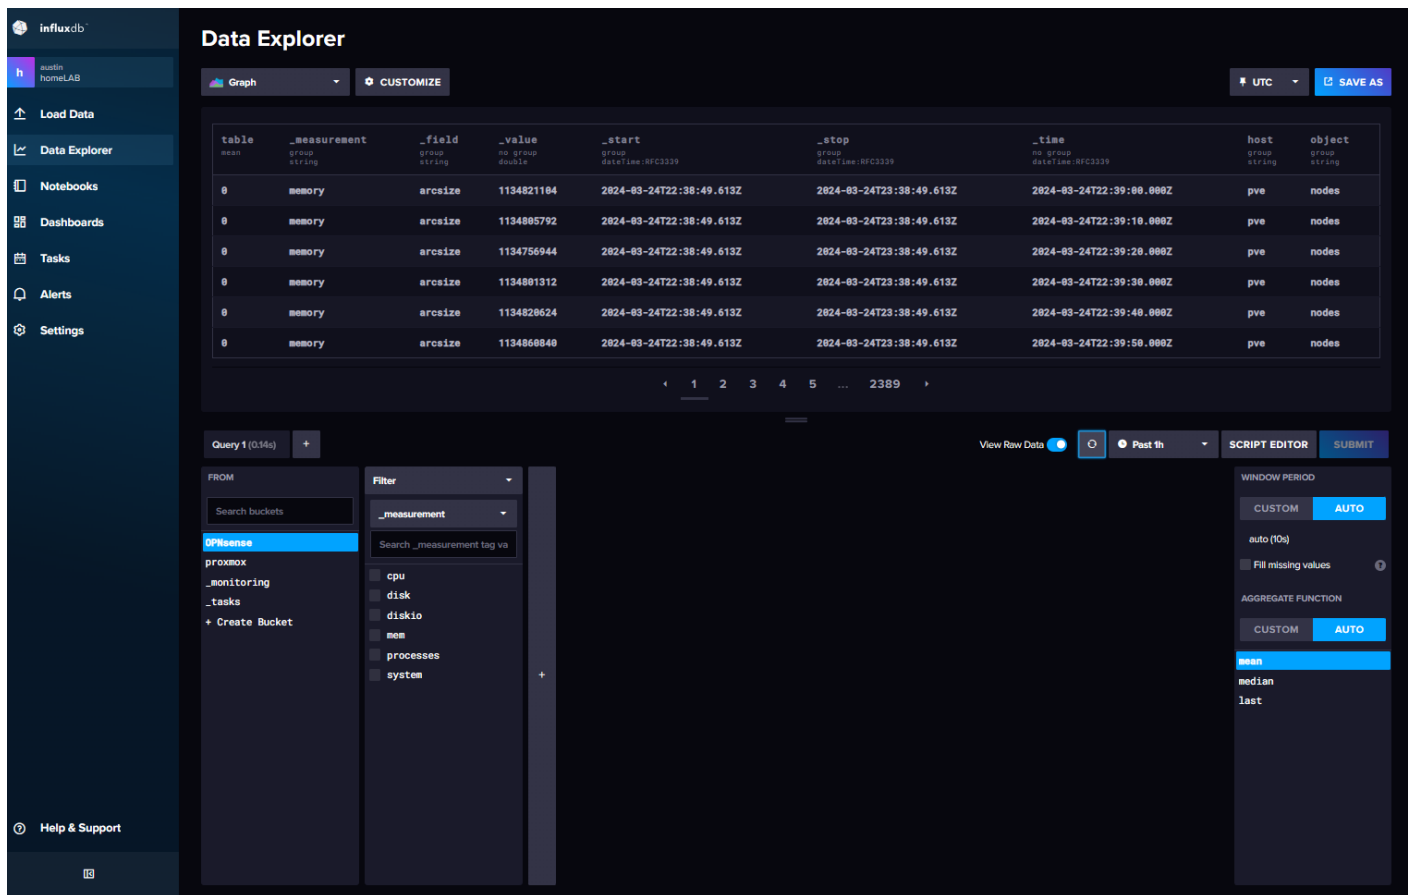 influxdb™
Data Explorer
h
austin
homeLAB
Graph
CUSTOMIZE
UTC
SAVE AS
Load Data
Data Explorer
Notebooks
Dashboards
Tasks
Alerts
Settings
table _measurement _field _value _start _stop _time host object
mean group group no group group group no group group group
string string double dateTime:RFC3339 dateTime:RFC3339 dateTime:RFC3339 string string
0 memory arcsize 1134821104 2024-03-24T22:38:49.613Z 2024-03-24T23:38:49.613Z 2024-03-24T22:39:00.000Z pve nodes
0 memory arcsize 1134805792 2024-03-24T22:38:49.613Z 2024-03-24T23:38:49.613Z 2024-03-24T22:39:10.000Z pve nodes
0 memory arcsize 1134756944 2024-03-24T22:38:49.613Z 2024-03-24T23:38:49.613Z 2024-03-24T22:39:20.000Z pve nodes
0 memory arcsize 1134801312 2024-03-24T22:38:49.613Z 2024-03-24T23:38:49.613Z 2024-03-24T22:39:30.000Z pve nodes
0 memory arcsize 1134820624 2024-03-24T22:38:49.613Z 2024-03-24T23:38:49.613Z 2024-03-24T22:39:40.000Z pve nodes
0 memory arcsize 1134860840 2024-03-24T22:38:49.613Z 2024-03-24T23:38:49.613Z 2024-03-24T22:39:50.000Z pve nodes
1 2 3 4 5 ... 2389
Query 1 (0.14s) +
View Raw Data
Past 1h
SCRIPT EDITOR
SUBMIT
FROM
Search buckets
OPNsense
proxmox
_monitoring
_tasks
+ Create Bucket
Filter
_measurement
Search _measurement tag va
cpu
disk
diskio
mem
processes
system
+
WINDOW PERIOD
CUSTOM AUTO
auto (10s)
Fill missing values ?
AGGREGATE FUNCTION
CUSTOM AUTO
mean
median
last
Help & Support